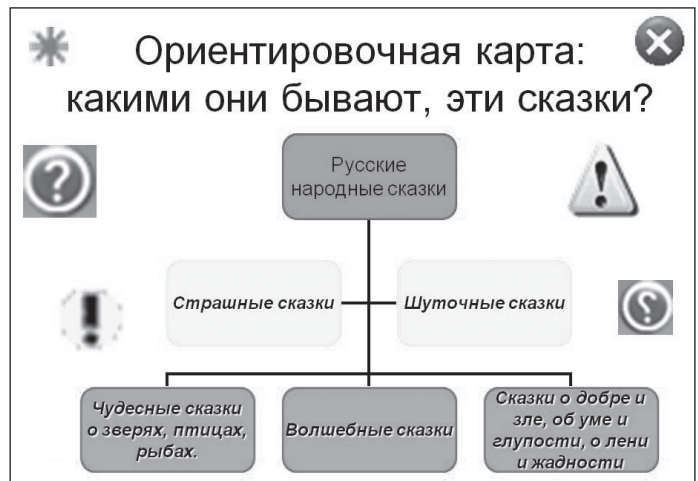 Ориентировочная карта:
какими они бывают, эти сказки?
Русские
народные сказки
Страшные сказки
Шуточные сказки
Чудесные сказки
о зверях, птицах,
рыбах.
Волшебные сказки
Сказки о добре и
зле, об уме и
глупости, о лени
и жадности